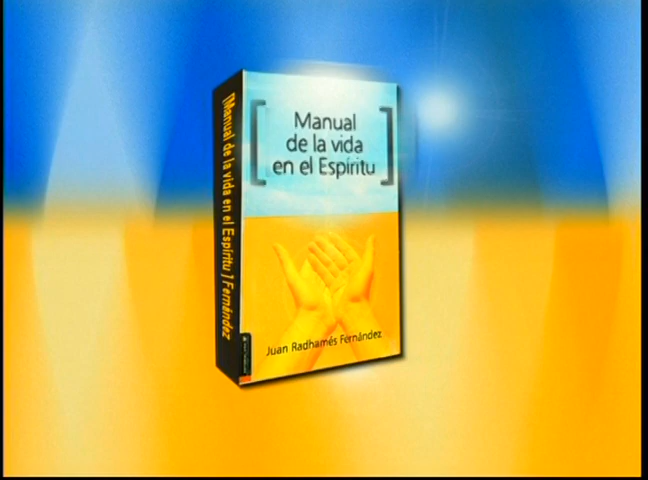 [Manual de la vida en el Espíritu] Fernández
[Manual
de la vida
en el Espíritu]
Juan Radhamés Fernández